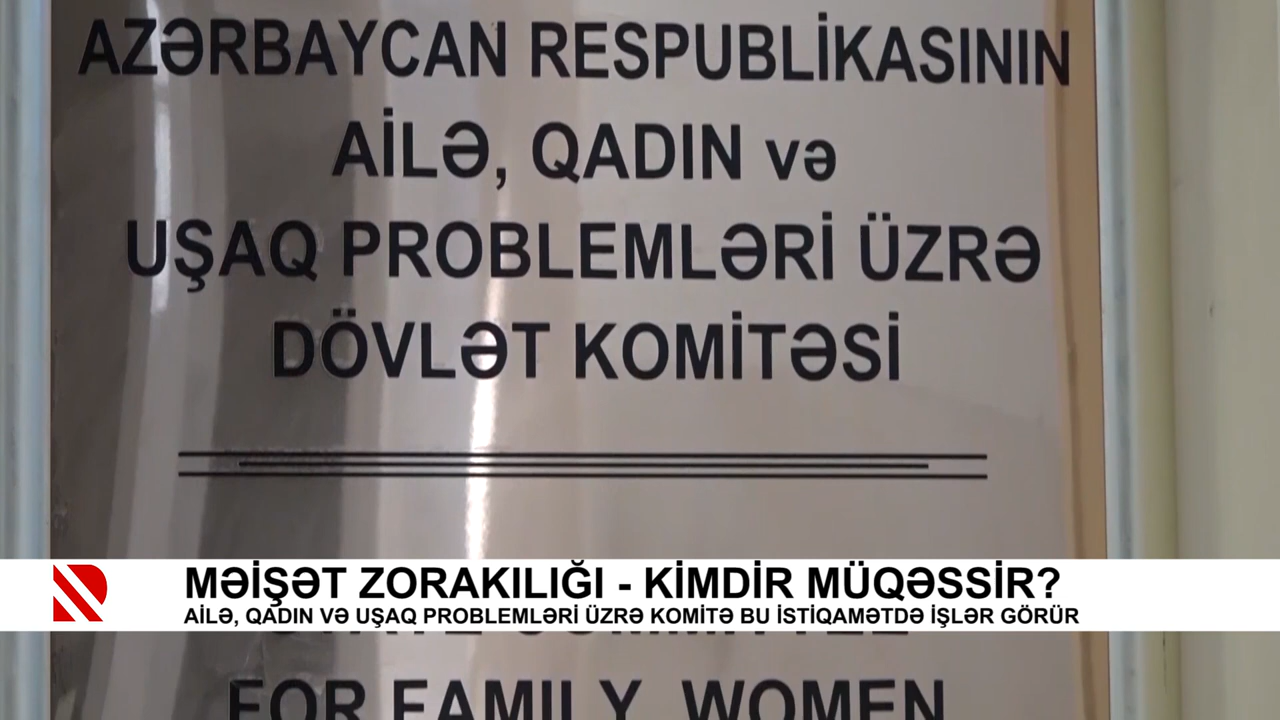 AZƏRBAYCAN RESPUBLİKASININ
AİLƏ, QADIN və
UŞAQ PROBLEMLƏRİ ÜZRƏ
DÖVLƏT KOMİTƏSİ
MƏİŞƏT ZORAKILIĞI - KİMDİR MÜQƏSSİR?
AİLƏ, QADIN VƏ UŞAQ PROBLEMLƏRİ ÜZRƏ KOMİTƏ BU İSTİQAMƏTDƏ İŞLƏR GÖRÜR
FOR FAMILY, WOMEN